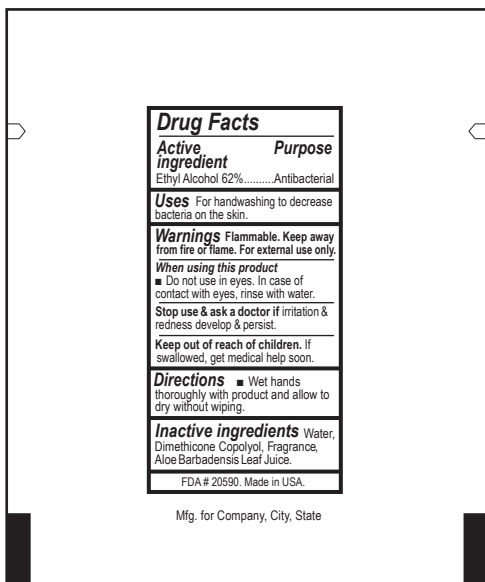 Drug Facts
Active Purpose
ingredient
Ethyl Alcohol 62%..........Antibacterial
Uses For handwashing to decrease
bacteria on the skin.
Warnings Flammable. Keep away
from fire or flame. For external use only.
When using this product
■ Do not use in eyes. In case of
contact with eyes, rinse with water.
Stop use & ask a doctor if irritation &
redness develop & persist.
Keep out of reach of children. If
swallowed, get medical help soon.
Directions ■ Wet hands
thoroughly with product and allow to
dry without wiping.
Inactive ingredients Water,
Dimethicone Copolyol, Fragrance,
Aloe Barbadensis Leaf Juice.
FDA # 20590. Made in USA.
Mfg. for Company, City, State